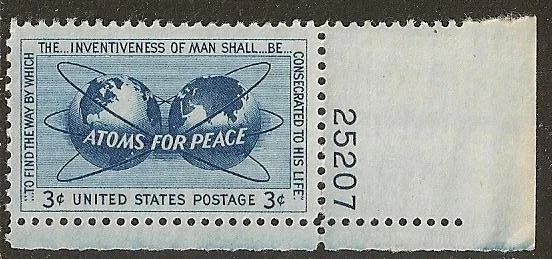 "...TO FIND THE WAY BY WHICH
THE...INVENTIVENESS OF MAN SHALL...BE...
CONSECRATED TO HIS LIFE."
ATOMS FOR PEACE
3¢ UNITED STATES POSTAGE 3¢
25207